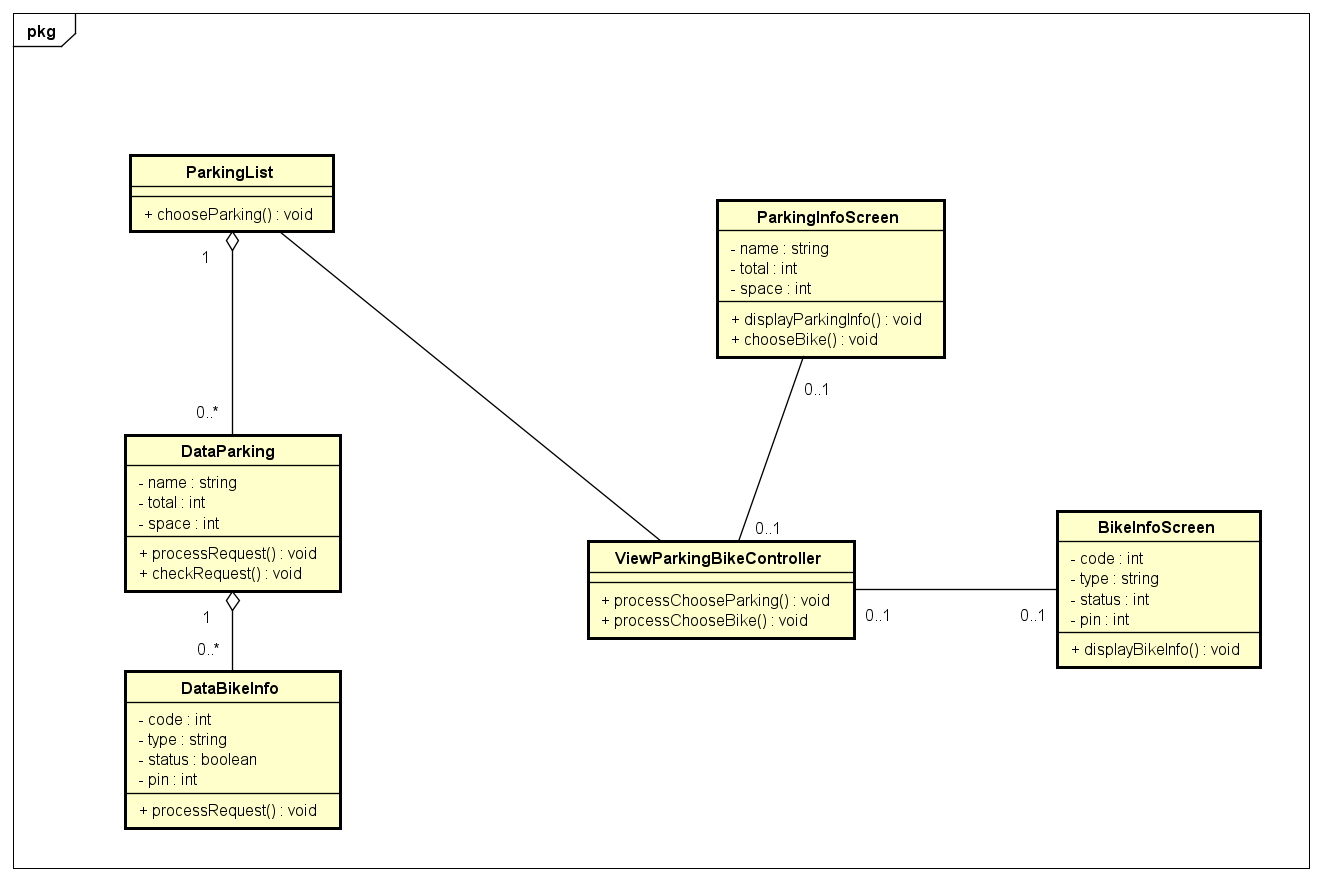 pkg
ParkingList
+ chooseParking() : void
1
0..*
DataParking
- name : string
- total : int
- space : int
+ processRequest() : void
+ checkRequest() : void
1
0..*
DataBikeInfo
- code : int
- type : string
- status : boolean
- pin : int
+ processRequest() : void
ParkingInfoScreen
- name : string
- total : int
- space : int
+ displayParkingInfo() : void
+ chooseBike() : void
0..1
0..1
ViewParkingBikeController
+ processChooseParking() : void
+ processChooseBike() : void
0..1
0..1
BikeInfoScreen
- code : int
- type : string
- status : int
- pin : int
+ displayBikeInfo() : void